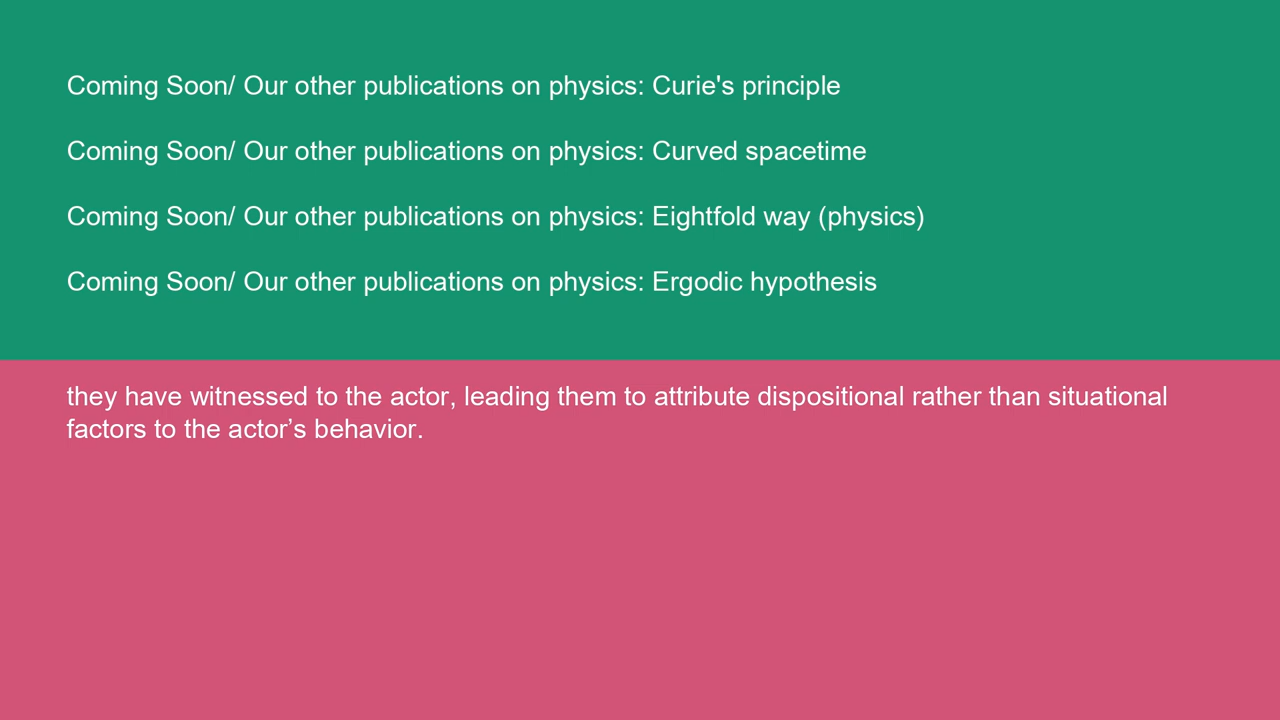 Coming Soon/ Our other publications on physics: Curie's principle
Coming Soon/ Our other publications on physics: Curved spacetime
Coming Soon/ Our other publications on physics: Eightfold way (physics)
Coming Soon/ Our other publications on physics: Ergodic hypothesis
they have witnessed to the actor, leading them to attribute dispositional rather than situational
factors to the actor’s behavior.